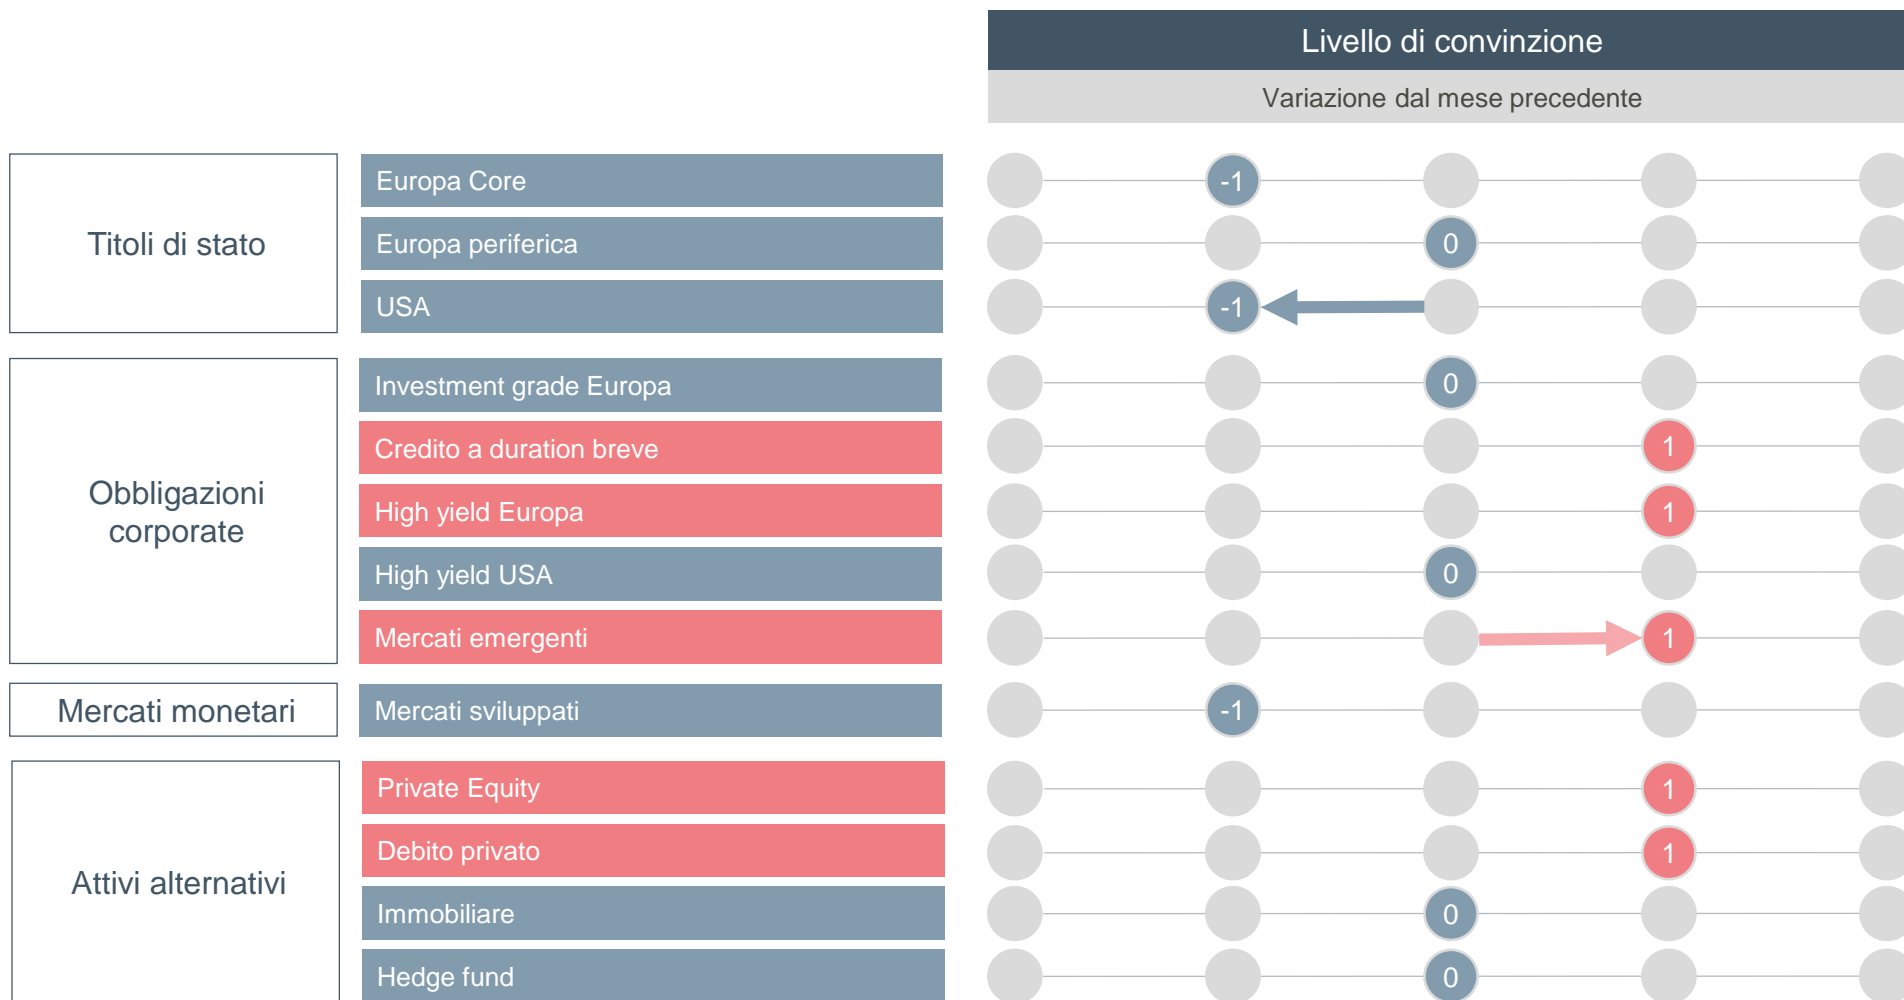 Livello di convinzione
Variazione dal mese precedente
Titoli di stato
Europa Core
-1
Europa periferica
0
USA
-1
Obbligazioni
corporate
Investment grade Europa
0
Credito a duration breve
1
High yield Europa
1
High yield USA
0
Mercati emergenti
1
Mercati monetari
Mercati sviluppati
-1
Attivi alternativi
Private Equity
1
Debito privato
1
Immobiliare
0
Hedge fund
0